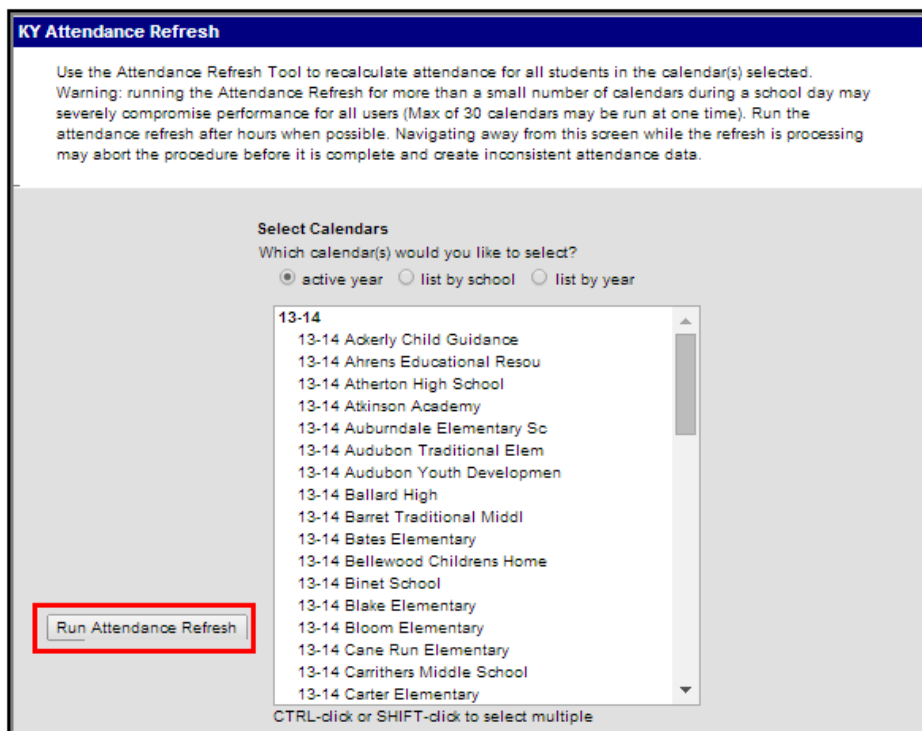 KY Attendance Refresh
Use the Attendance Refresh Tool to recalculate attendance for all students in the calendar(s) selected.
Warning: running the Attendance Refresh for more than a small number of calendars during a school day may
severely compromise performance for all users (Max of 30 calendars may be run at one time). Run the
attendance refresh after hours when possible. Navigating away from this screen while the refresh is processing
may abort the procedure before it is complete and create inconsistent attendance data.
Select Calendars
Which calendar(s) would you like to select?
active year list by school list by year
13-14
13-14 Ackerly Child Guidance
13-14 Ahrens Educational Resou
13-14 Atherton High School
13-14 Atkinson Academy
13-14 Auburndale Elementary Sc
13-14 Audubon Traditional Elem
13-14 Audubon Youth Developmen
13-14 Ballard High
13-14 Barret Traditional Middl
13-14 Bates Elementary
13-14 Bellewood Childrens Home
13-14 Binet School
13-14 Blake Elementary
13-14 Bloom Elementary
13-14 Cane Run Elementary
13-14 Carrithers Middle School
13-14 Carter Elementary
Run Attendance Refresh
CTRL-click or SHIFT-click to select multiple